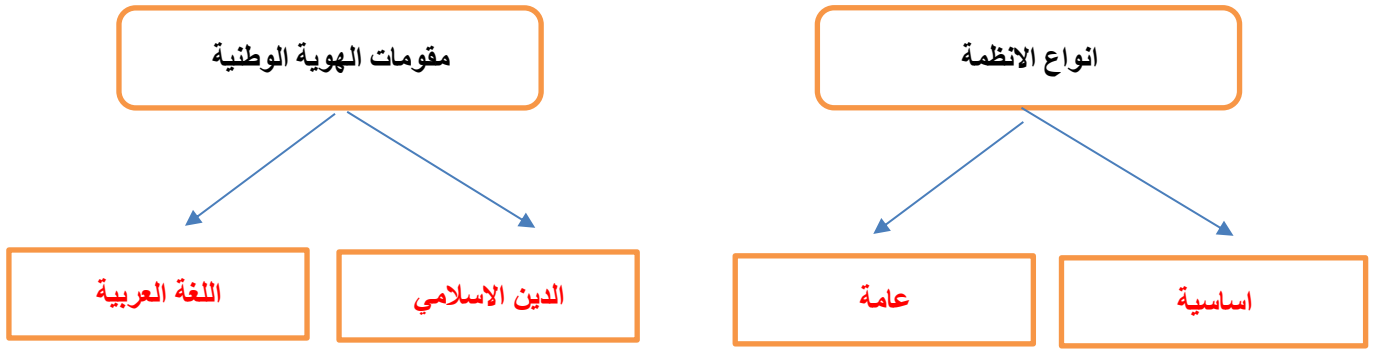 انواع الانظمة
مقومات الهوية الوطنية
اساسية
عامة
الدين الاسلامي
اللغة العربية